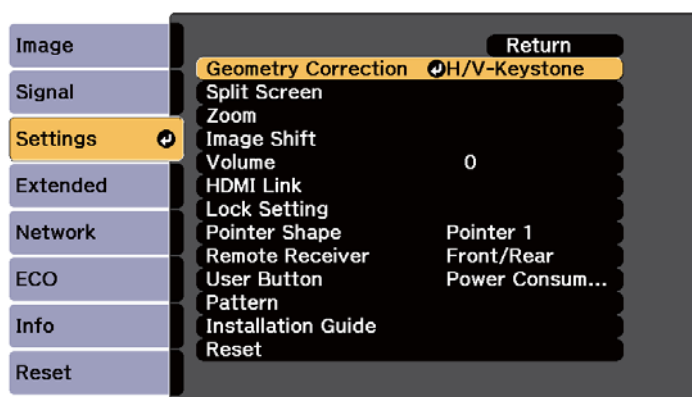 Image
Signal
Settings
Extended
Network
ECO
Info
Reset
Return
Geometry Correction H/V-Keystone
Split Screen
Zoom
Image Shift
Volume 0
HDMI Link
Lock Setting
Pointer Shape Pointer 1
Remote Receiver Front/Rear
User Button Power Consum...
Pattern
Installation Guide
Reset